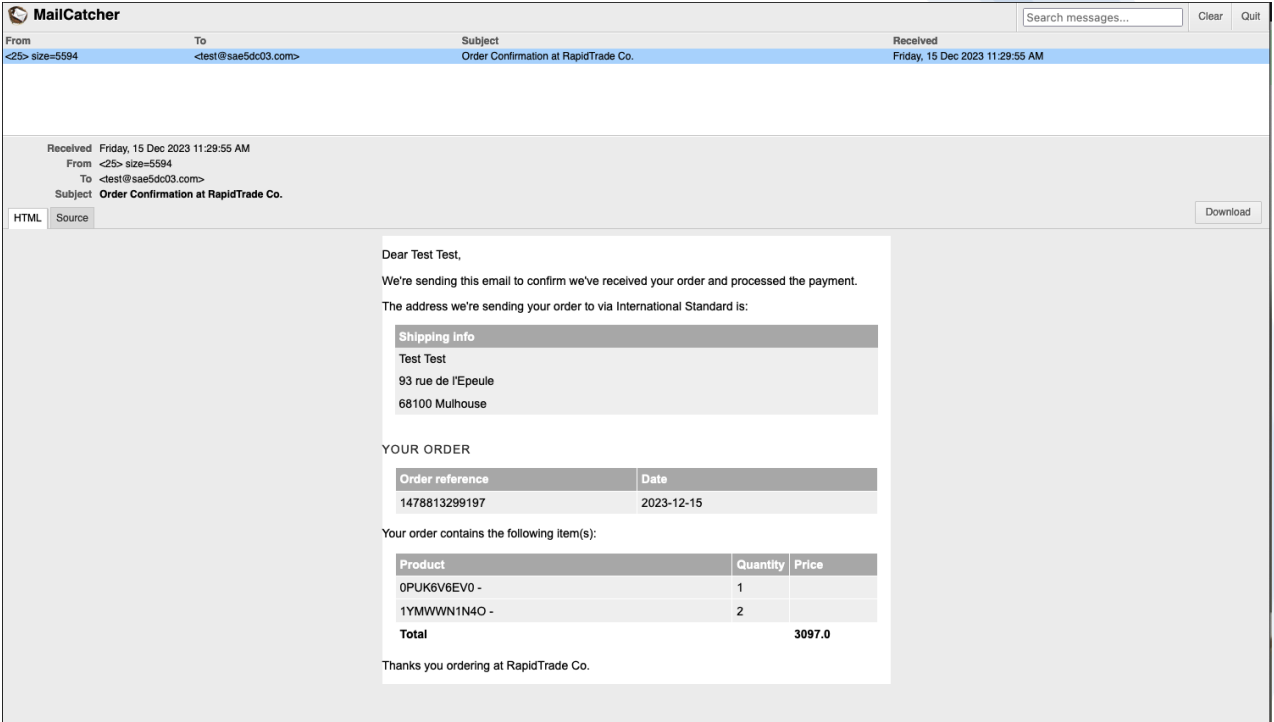 MailCatcher
Search messages... Clear Quit
From To Subject Received
<25> size=5594 <test@sae5dc03.com> Order Confirmation at RapidTrade Co. Friday, 15 Dec 2023 11:29:55 AM
Received Friday, 15 Dec 2023 11:29:55 AM
From <25> size=5594
To <test@sae5dc03.com>
Subject Order Confirmation at RapidTrade Co.
HTML Source Download
Dear Test Test,
We're sending this email to confirm we've received your order and processed the payment.
The address we're sending your order to via International Standard is:
Shipping info
Test Test
93 rue de l'Epeule
68100 Mulhouse
YOUR ORDER
Order reference Date
1478813299197 2023-12-15
Your order contains the following item(s):
Product Quantity Price
0PUK6V6EV0 - 1
1YMWWN1N4O - 2
Total 3097.0
Thanks you ordering at RapidTrade Co.